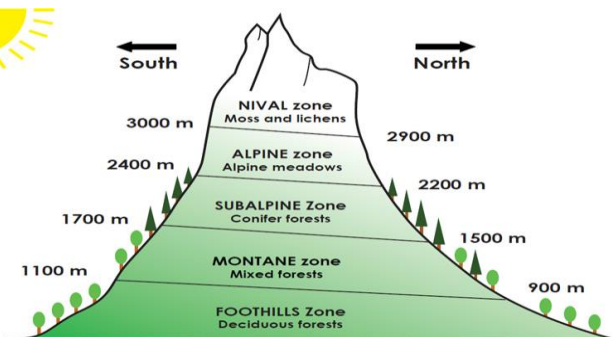 South
North
NIVAL zone
Moss and lichens
3000 m
2900 m
ALPINE zone
Alpine meadows
2400 m
2200 m
SUBALPINE Zone
Conifer forests
1700 m
1500 m
MONTANE zone
Mixed forests
1100 m
900 m
FOOTHILLS Zone
Deciduous forests